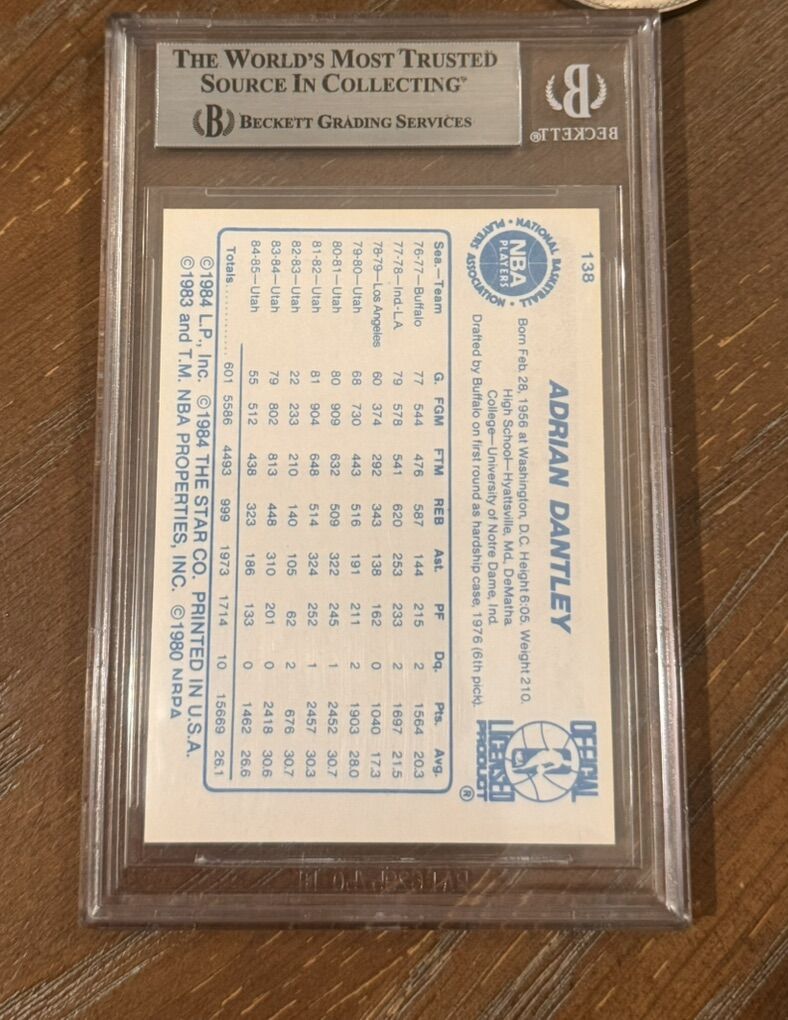 THE WORLD'S MOST TRUSTED
SOURCE IN COLLECTING
BECKETT GRADING SERVICES
B
BECKETT®
138
NATIONAL BASKETBALL PLAYERS ASSOCIATION
NBA
PLAYERS
ADRIAN DANTLEY
Born Feb. 28, 1956 at Washington, D.C. Height 6:05. Weight 210.
High School—Hyattsville, Md., DeMatha
College—University of Notre Dame, Ind.
Drafted by Buffalo on first round as hardship case, 1976 (6th pick).
OFFICIAL
LICENSED
PRODUCT
®
Sea.—Team G. FGM FTM REB Ast. PF Dq. Pts. Avg.
76-77—Buffalo 77 544 476 587 144 215 2 1564 20.3
77-78—Ind.-L.A. 79 578 541 620 253 233 2 1697 21.5
78-79—Los Angeles 60 374 292 343 138 162 0 1040 17.3
79-80—Utah 68 730 443 516 191 211 2 1903 28.0
80-81—Utah 80 909 632 509 322 245 1 2452 30.7
81-82—Utah 81 904 648 514 324 252 1 2457 30.3
82-83—Utah 22 233 210 140 105 62 2 676 30.7
83-84—Utah 79 802 813 448 310 201 0 2418 30.6
84-85—Utah 55 512 438 323 186 133 0 1462 26.6
Totals ............ 601 5586 4493 999 1973 1714 10 15669 26.1
©1984 L.P., Inc. ©1984 THE STAR CO. PRINTED IN U.S.A.
©1983 and T.M. NBA PROPERTIES, INC. ©1980 NBPA